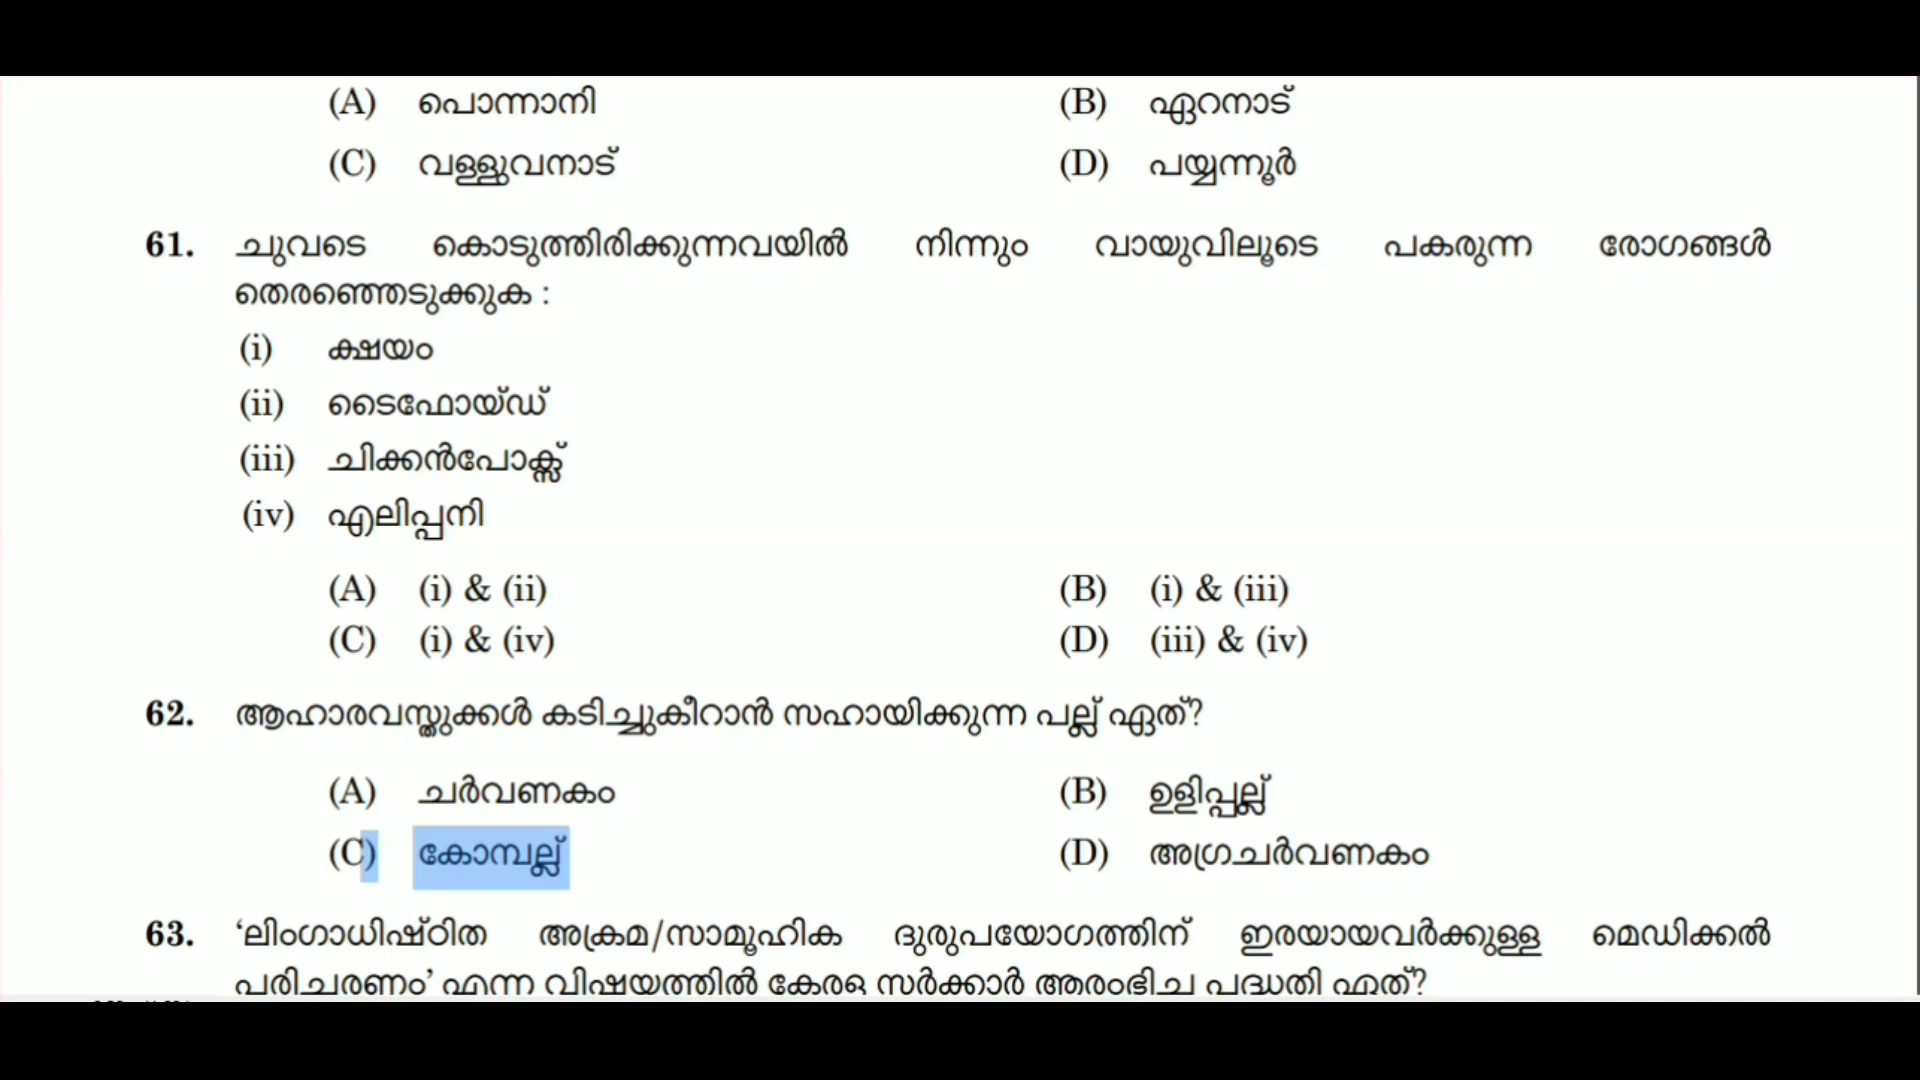 (A) പൊന്നാനി (B) ഏറനാട്
(C) വള്ളുവനാട് (D) പയ്യന്നൂർ
61. ചുവടെ കൊടുത്തിരിക്കുന്നവയിൽ നിന്നും വായുവിലൂടെ പകരുന്ന രോഗങ്ങൾ
തെരഞ്ഞെടുക്കുക :
(i) ക്ഷയം
(ii) ടൈഫോയ്ഡ്
(iii) ചിക്കൻപോക്സ്
(iv) എലിപ്പനി
(A) (i) & (ii) (B) (i) & (iii)
(C) (i) & (iv) (D) (iii) & (iv)
62. ആഹാരവസ്തുക്കൾ കടിച്ചുകീറാൻ സഹായിക്കുന്ന പല്ല് ഏത്?
(A) ചർവണകം (B) ഉളിപ്പല്ല്
(C) കോമ്പല്ല് (D) അഗ്രചർവണകം
63. ‘ലിംഗാധിഷ്ഠിത അക്രമ/സാമൂഹിക ദുരുപയോഗത്തിന് ഇരയായവർക്കുള്ള മെഡിക്കൽ
പരിചരണം’ എന്ന വിഷയത്തിൽ കേരള സർക്കാർ ആരംഭിച്ച പദ്ധതി ഏത്?